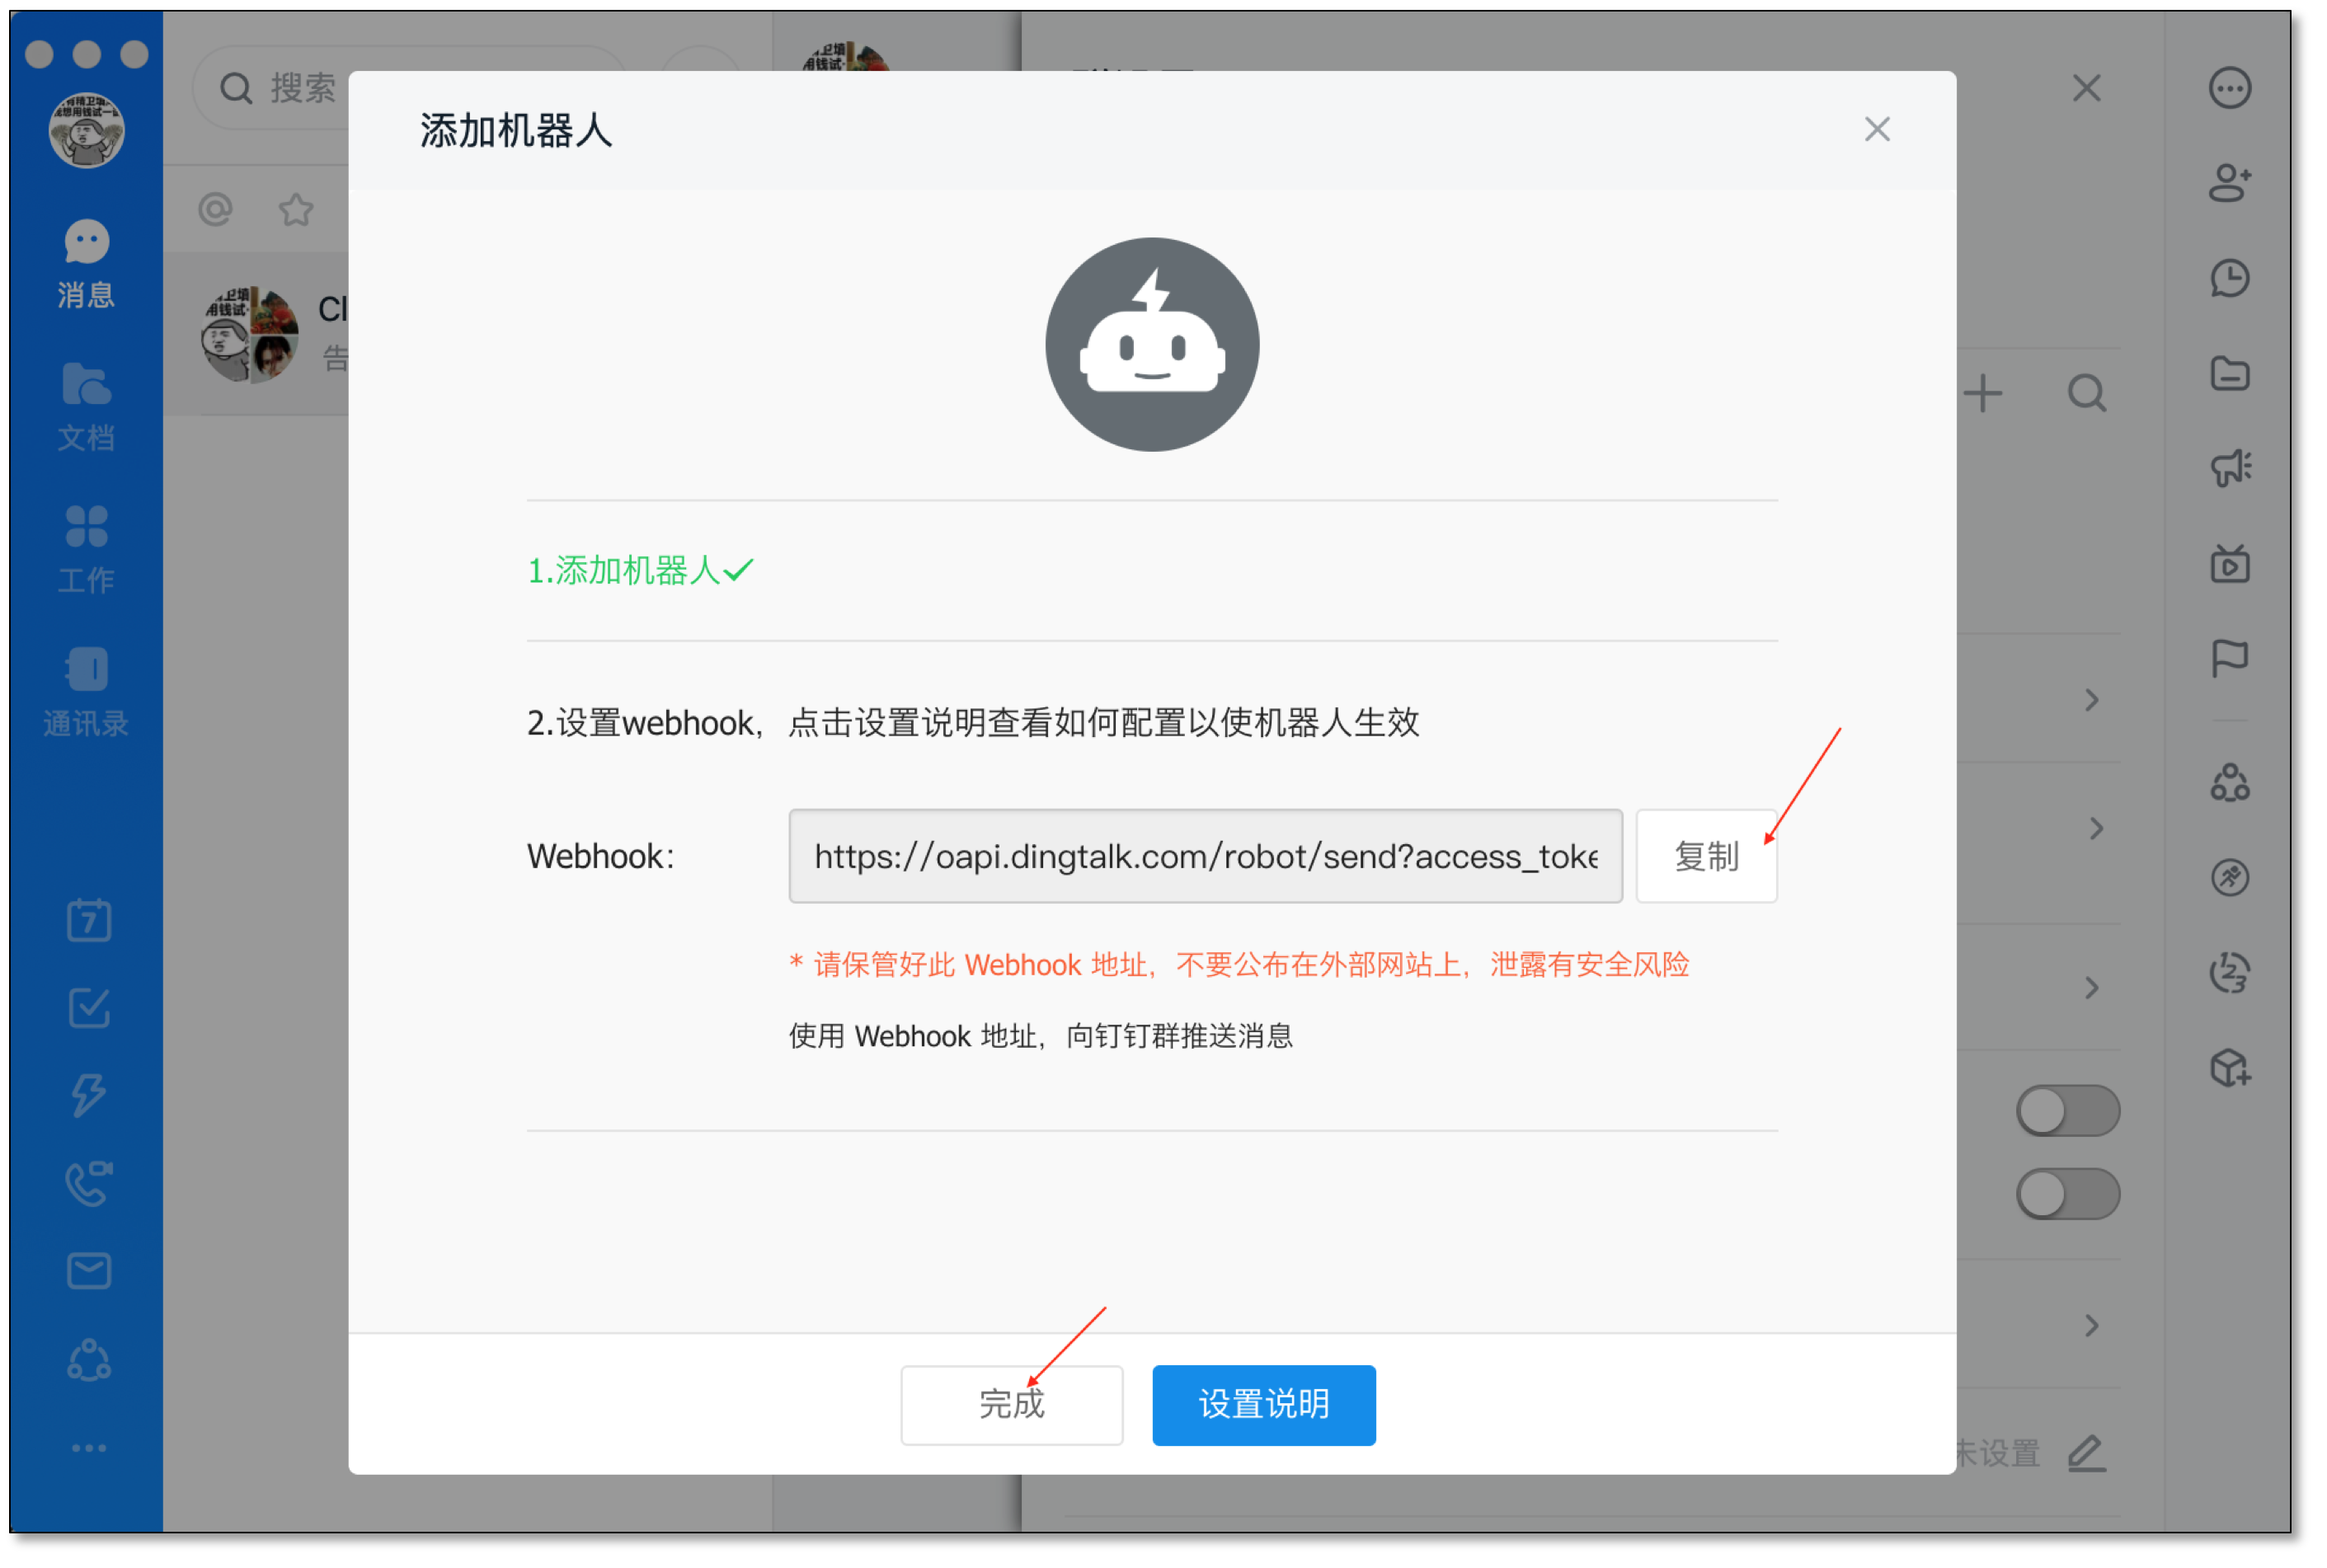 搜索
消息
文档
工作
通讯录
7
Cl
告
添加机器人
1.添加机器人
2.设置webhook，点击设置说明查看如何配置以使机器人生效
Webhook:
https://oapi.dingtalk.com/robot/send?access_toke
复制
* 请保管好此 Webhook 地址，不要公布在外部网站上，泄露有安全风险
使用 Webhook 地址，向钉钉群推送消息
完成
设置说明
未设置
123